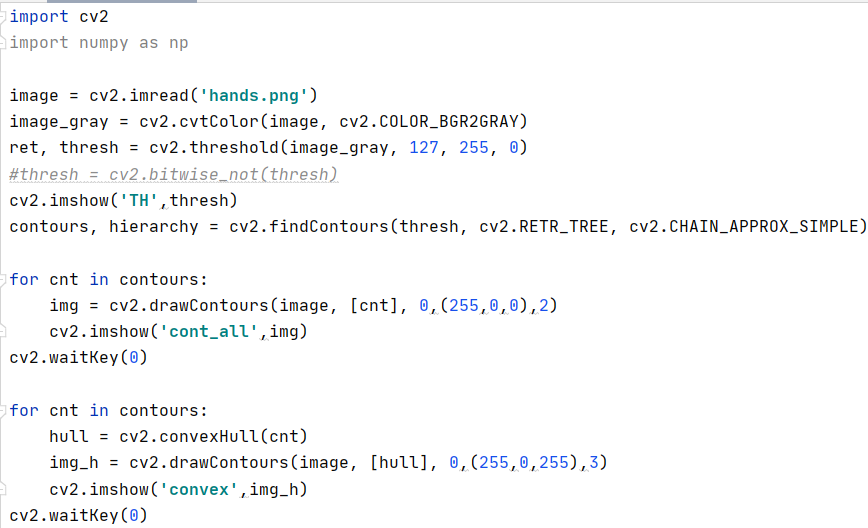 import cv2
import numpy as np
image = cv2.imread('hands.png')
image_gray = cv2.cvtColor(image, cv2.COLOR_BGR2GRAY)
ret, thresh = cv2.threshold(image_gray, 127, 255, 0)
#thresh = cv2.bitwise_not(thresh)
cv2.imshow('TH',thresh)
contours, hierarchy = cv2.findContours(thresh, cv2.RETR_TREE, cv2.CHAIN_APPROX_SIMPLE)
for cnt in contours:
    img = cv2.drawContours(image, [cnt], 0,(255,0,0),2)
    cv2.imshow('cont_all',img)
cv2.waitKey(0)
for cnt in contours:
    hull = cv2.convexHull(cnt)
    img_h = cv2.drawContours(image, [hull], 0,(255,0,255),3)
    cv2.imshow('convex',img_h)
cv2.waitKey(0)